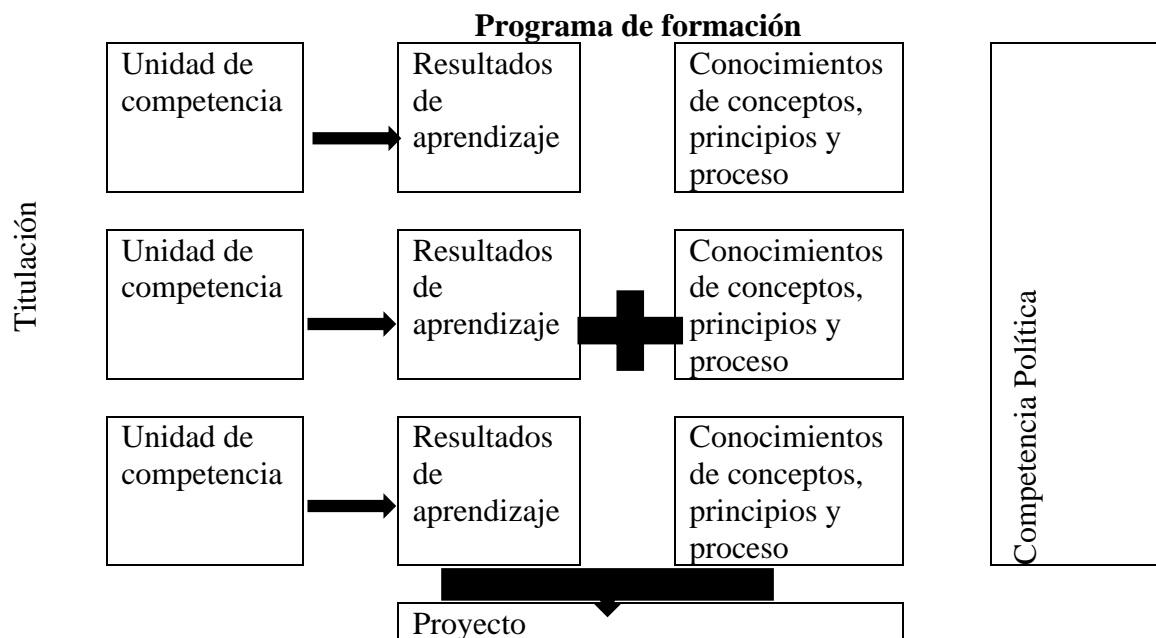 Programa de formación
Titulación
Unidad de
competencia
Resultados
de
aprendizaje
Conocimientos
de conceptos,
principios y
proceso
Unidad de
competencia
Resultados
de
aprendizaje
Conocimientos
de conceptos,
principios y
proceso
Unidad de
competencia
Resultados
de
aprendizaje
Conocimientos
de conceptos,
principios y
proceso
Competencia Política
Proyecto